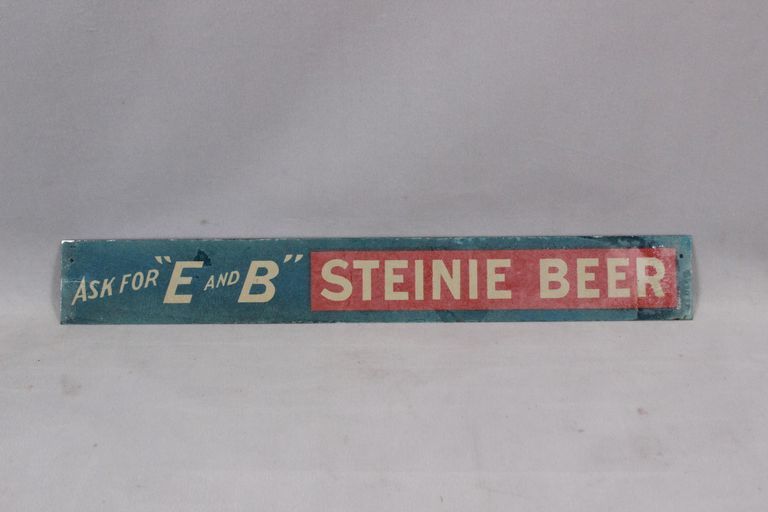 ASK FOR "E AND B" STEINIE BEER